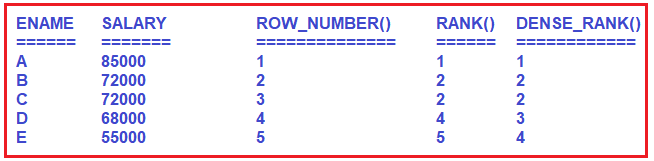 ENAME SALARY ROW_NUMBER() RANK() DENSE_RANK()
====== ======= ============== ====== ============
A 85000 1 1 1
B 72000 2 2 2
C 72000 3 2 2
D 68000 4 4 3
E 55000 5 5 4